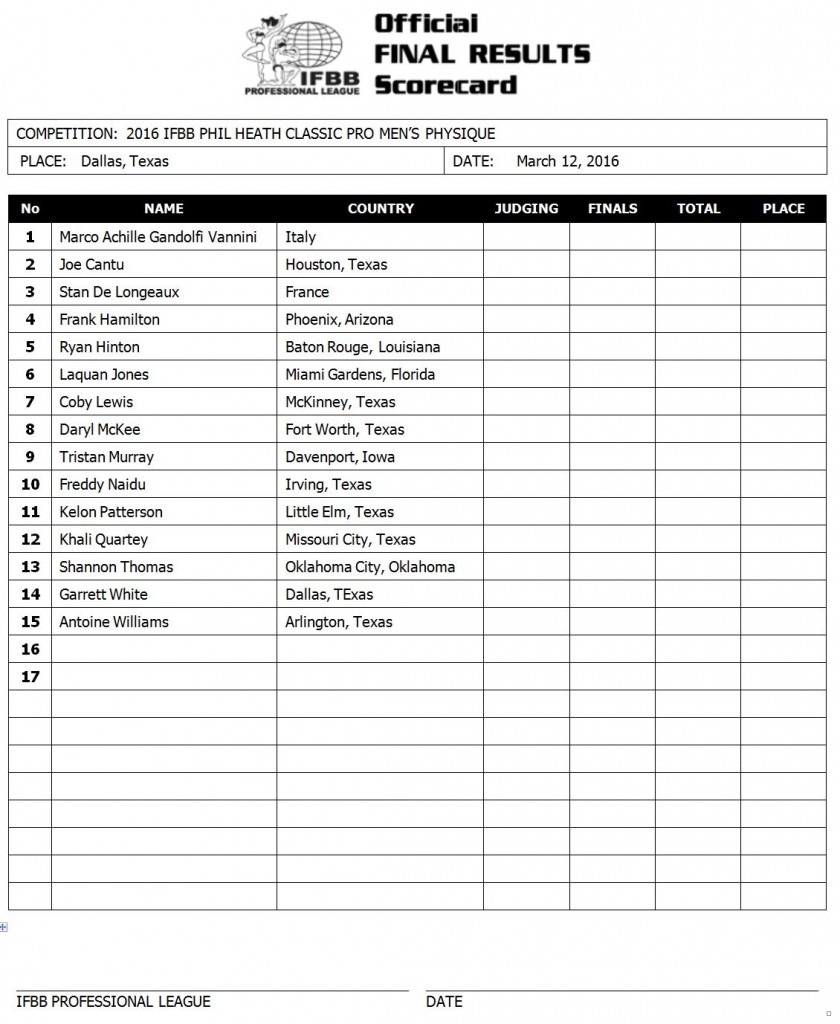 Official
FINAL RESULTS
Scorecard
IFBB
PROFESSIONAL LEAGUE
COMPETITION: 2016 IFBB PHIL HEATH CLASSIC PRO MEN'S PHYSIQUE
PLACE: Dallas, Texas DATE: March 12, 2016
No NAME COUNTRY JUDGING FINALS TOTAL PLACE
1 Marco Achille Gandolfi Vannini Italy
2 Joe Cantu Houston, Texas
3 Stan De Longeaux France
4 Frank Hamilton Phoenix, Arizona
5 Ryan Hinton Baton Rouge, Louisiana
6 Laquan Jones Miami Gardens, Florida
7 Coby Lewis McKinney, Texas
8 Daryl McKee Fort Worth, Texas
9 Tristan Murray Davenport, Iowa
10 Freddy Naidu Irving, Texas
11 Kelon Patterson Little Elm, Texas
12 Khali Quartey Missouri City, Texas
13 Shannon Thomas Oklahoma City, Oklahoma
14 Garrett White Dallas, TExas
15 Antoine Williams Arlington, Texas
16
17
IFBB PROFESSIONAL LEAGUE DATE